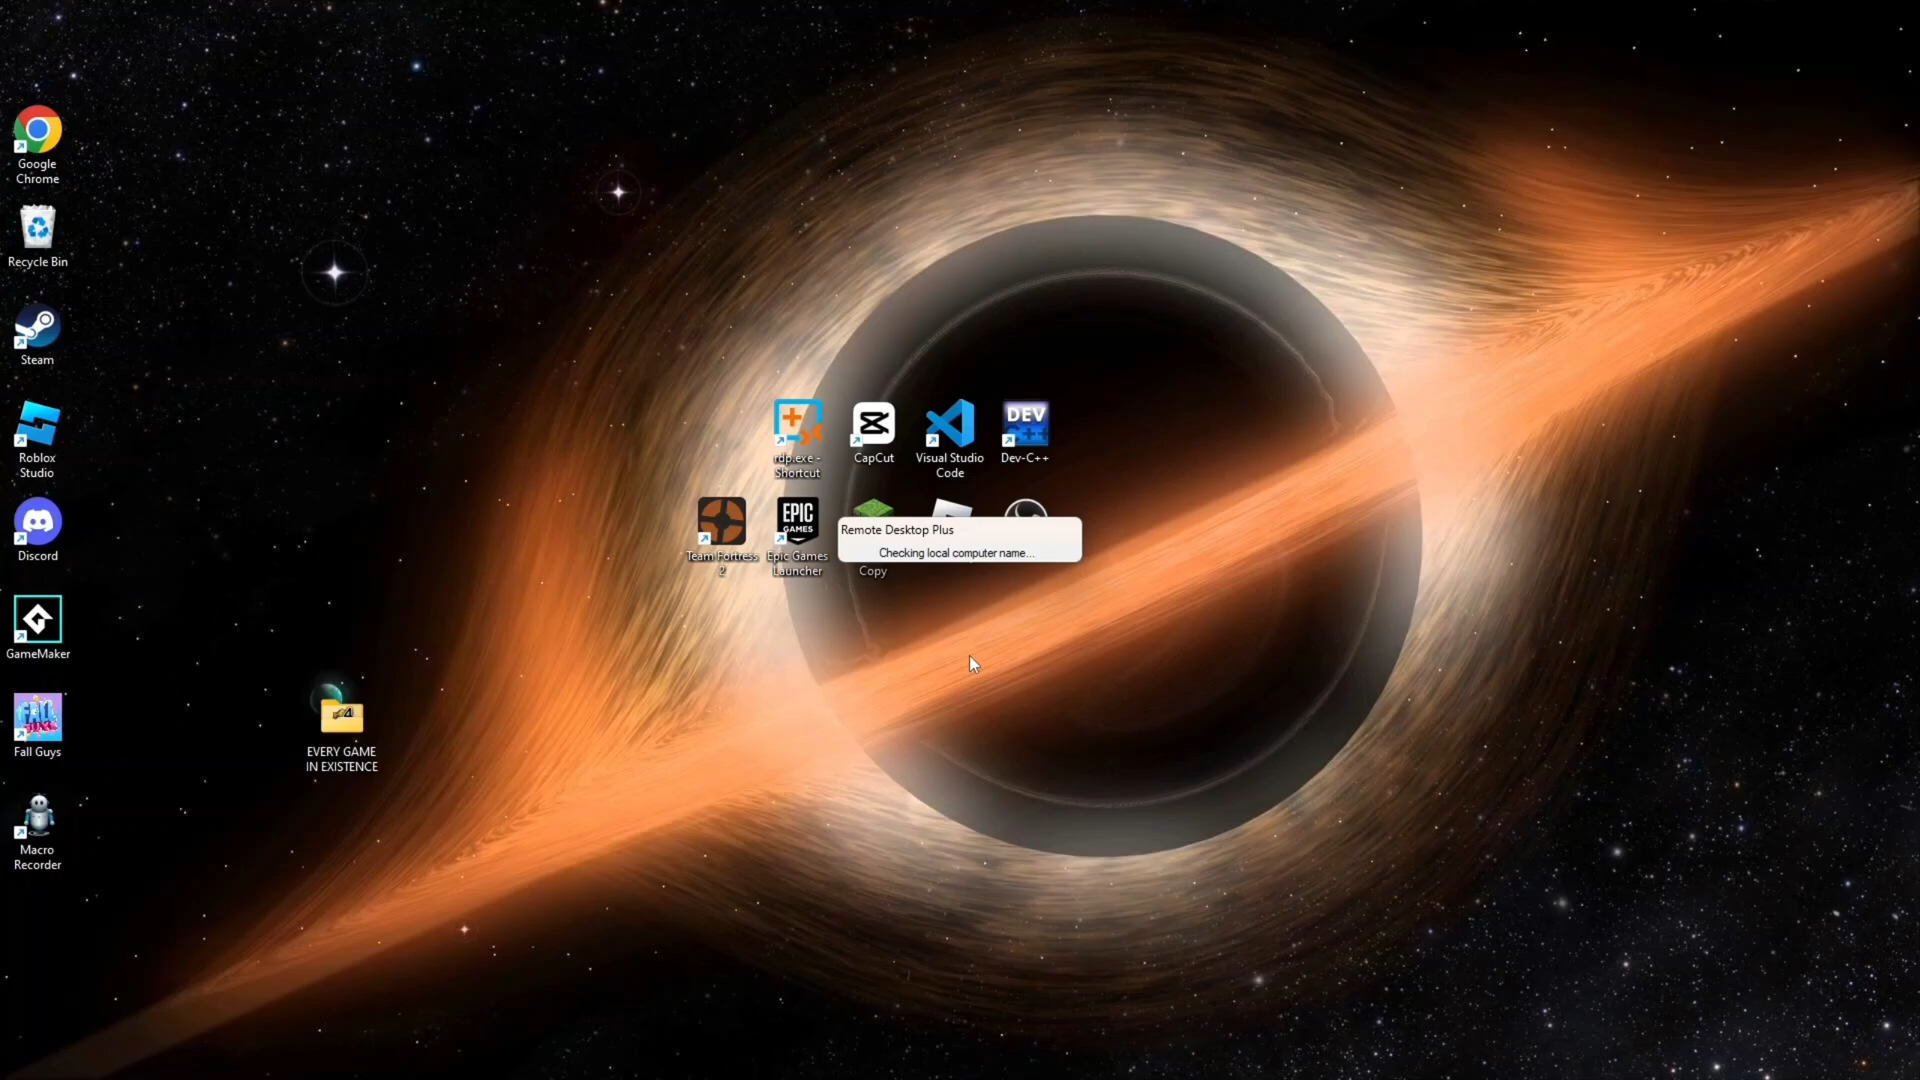 Google
Chrome
Recycle Bin
Steam
Roblox
Studio
Discord
GameMaker
Fall Guys
Macro
Recorder
EVERY GAME
IN EXISTENCE
rdp.exe -
Shortcut
CapCut
Visual Studio
Code
DEV
C++
Dev-C++
Team Fortress
2
EPIC
GAMES
Epic Games
Launcher
Copy
Remote Desktop Plus
Checking local computer name...